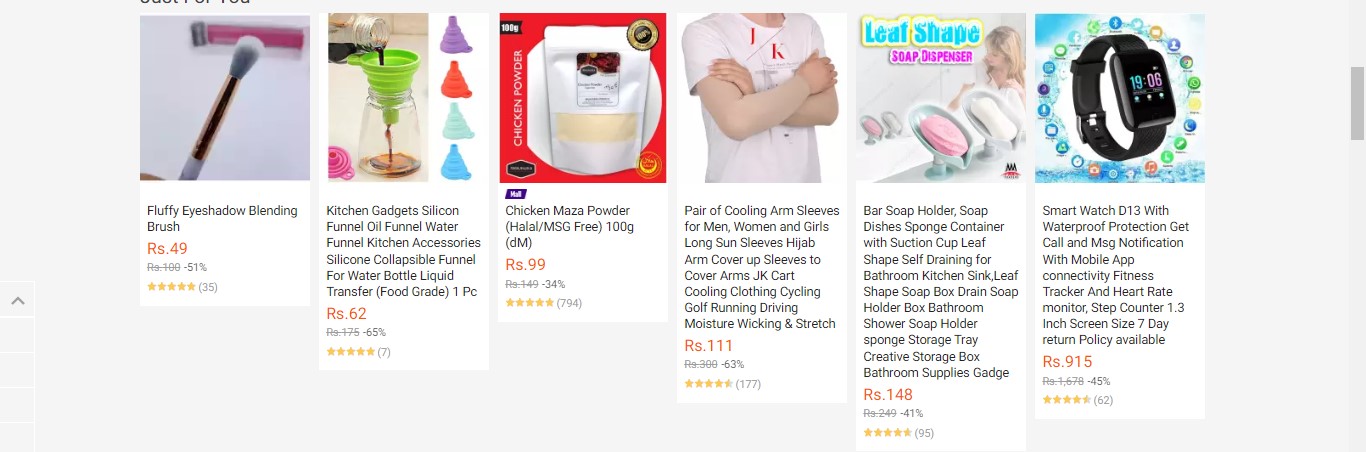 Just For You
Fluffy Eyeshadow Blending
Brush
Rs.49
Rs.100 -51%
(35)
Kitchen Gadgets Silicon
Funnel Oil Funnel Water
Funnel Kitchen Accessories
Silicone Collapsible Funnel
For Water Bottle Liquid
Transfer (Food Grade) 1 Pc
Rs.62
Rs.175 -65%
(7)
100g
CHICKEN POWDER
Mall
Chicken Maza Powder
(Halal/MSG Free) 100g
(dM)
Rs.99
Rs.149 -34%
(794)
J
K
Pair of Cooling Arm Sleeves
for Men, Women and Girls
Long Sun Sleeves Hijab
Arm Cover up Sleeves to
Cover Arms JK Cart
Cooling Clothing Cycling
Golf Running Driving
Moisture Wicking & Stretch
Rs.111
Rs.300 -63%
(177)
Leaf Shape
SOAP DISPENSER
Bar Soap Holder, Soap
Dishes Sponge Container
with Suction Cup Leaf
Shape Self Draining for
Bathroom Kitchen Sink,Leaf
Shape Soap Box Drain Soap
Holder Box Bathroom
Shower Soap Holder
sponge Storage Tray
Creative Storage Box
Bathroom Supplies Gadge
Rs.148
Rs.249 -41%
(95)
19:06
Smart Watch D13 With
Waterproof Protection Get
Call and Msg Notification
With Mobile App
connectivity Fitness
Tracker And Heart Rate
monitor, Step Counter 1.3
Inch Screen Size 7 Day
return Policy available
Rs.915
Rs.1,678 -45%
(62)